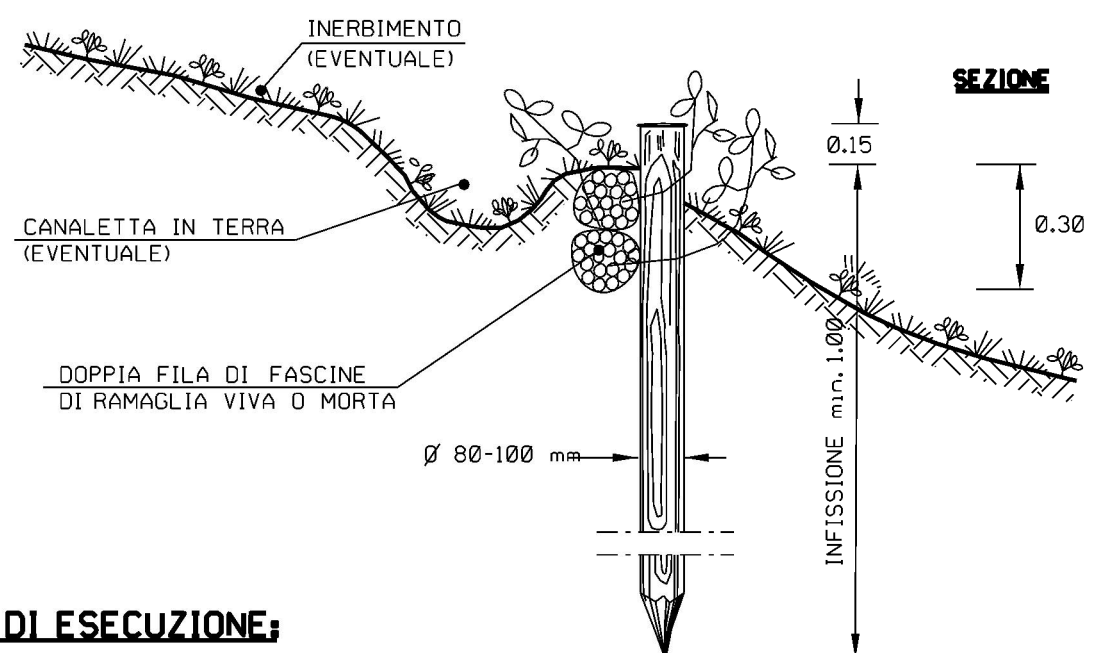 INERBIMENTO
(EVENTUALE)
SEZIONE
0.15
0.30
CANALETTA IN TERRA
(EVENTUALE)
DOPPIA FILA DI FASCINE
DI RAMAGLIA VIVA O MORTA
Ø 80-100 mm
INFISSIONE min. 1.00
DI ESECUZIONE: